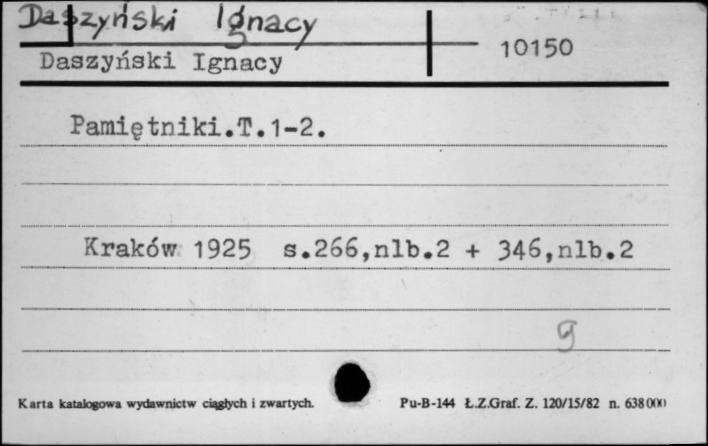 Daszyński Ignacy
10150
Daszyński Ignacy
Pamiętniki.T.1-2.
Kraków 1925 s.266,nlb.2 + 346,nlb.2
g
Karta katalogowa wydawnictw ciągłych i zwartych. Pu-B-144 Ł.Z.Graf. Z. 120/15/82 n. 638000